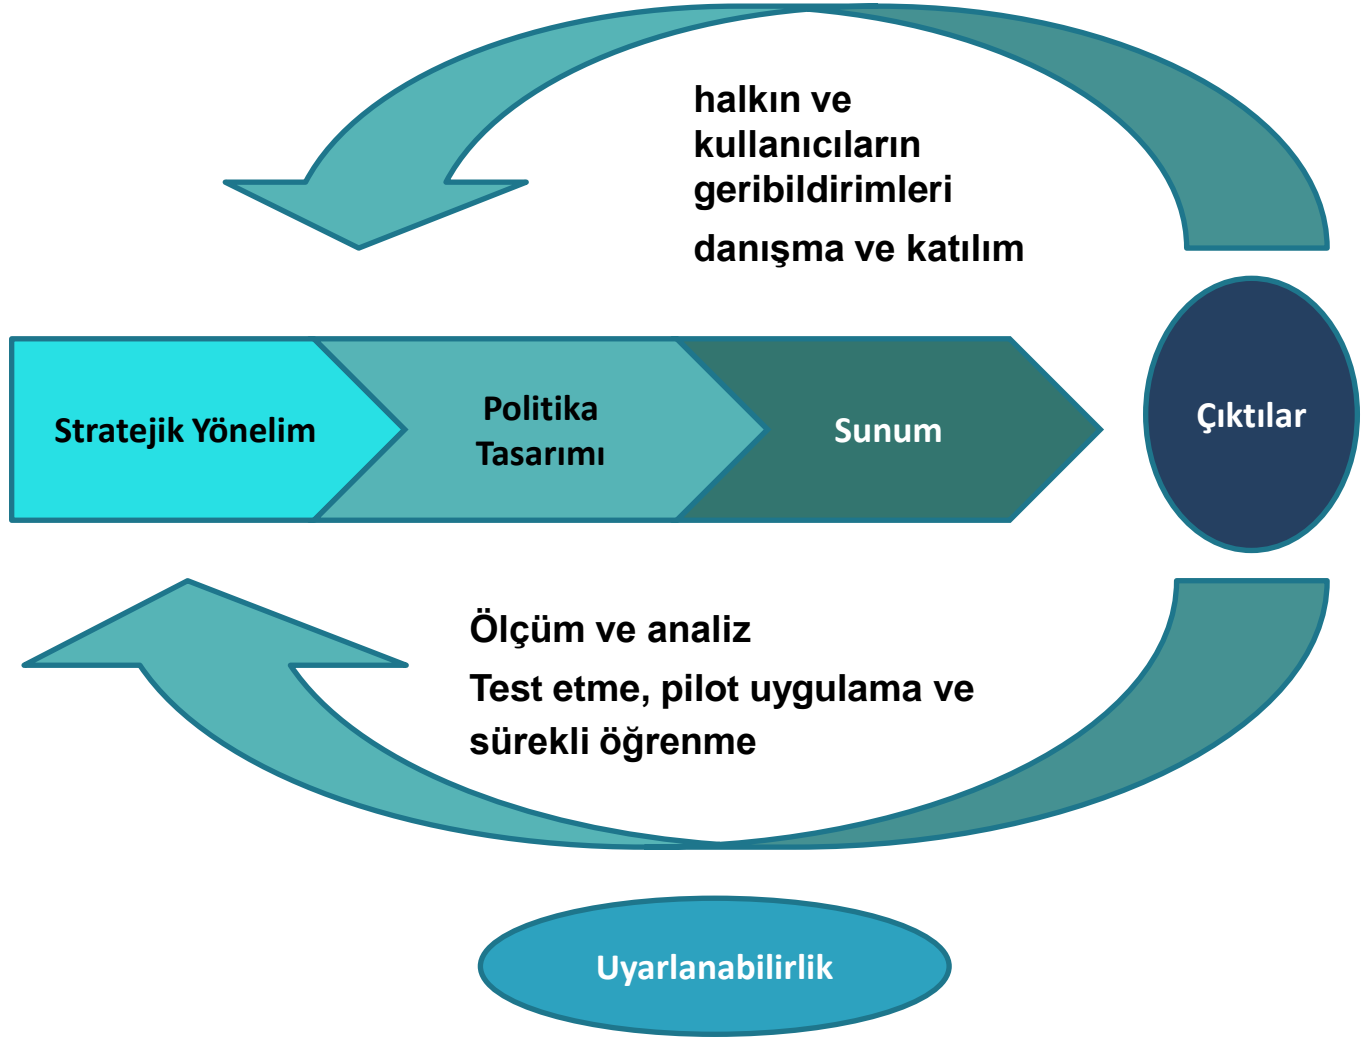 halkın ve
kullanıcıların
geribildirimleri
danışma ve katılım
Stratejik Yönelim
Politika
Tasarımı
Sunum
Çıktılar
Ölçüm ve analiz
Test etme, pilot uygulama ve
sürekli öğrenme
Uyarlanabilirlik